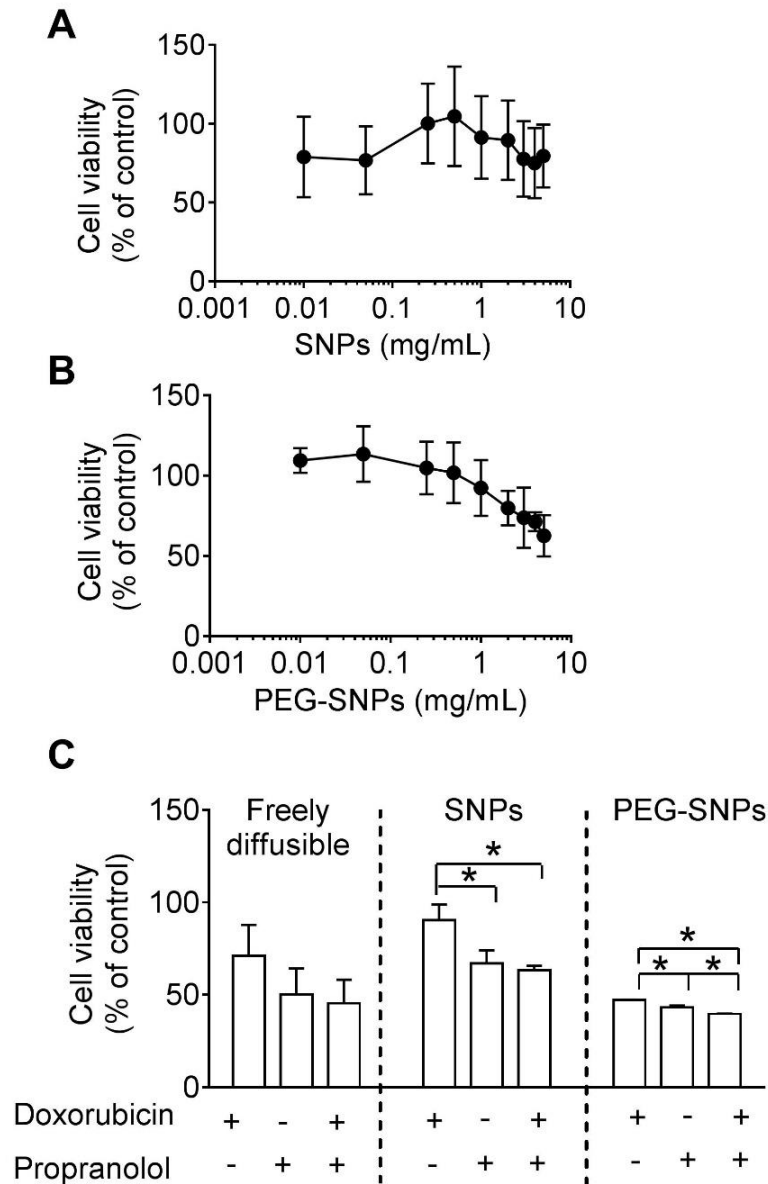 A
Cell viability
(% of control)
150
100
50
0
0.001 0.01 0.1 1 10
SNPs (mg/mL)
B
Cell viability
(% of control)
150
100
50
0
0.001 0.01 0.1 1 10
PEG-SNPs (mg/mL)
C
Cell viability
(% of control)
150
100
50
0
Freely
diffusible
SNPs
PEG-SNPs
*
*
*
* *
Doxorubicin + - + + - + + - +
Propranolol - + + - + + - + +